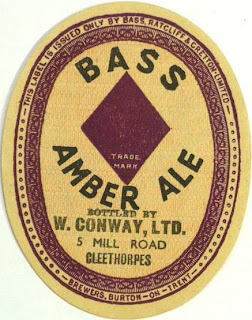 THIS LABEL IS ISSUED ONLY BY BASS, RATCLIFF & GRETTON LIMITED
BASS
TRADE
MARK
AMBER ALE
BOTTLED BY
W. CONWAY, LTD.
5 MILL ROAD
CLEETHORPES
BREWERS, BURTON-ON-TRENT.